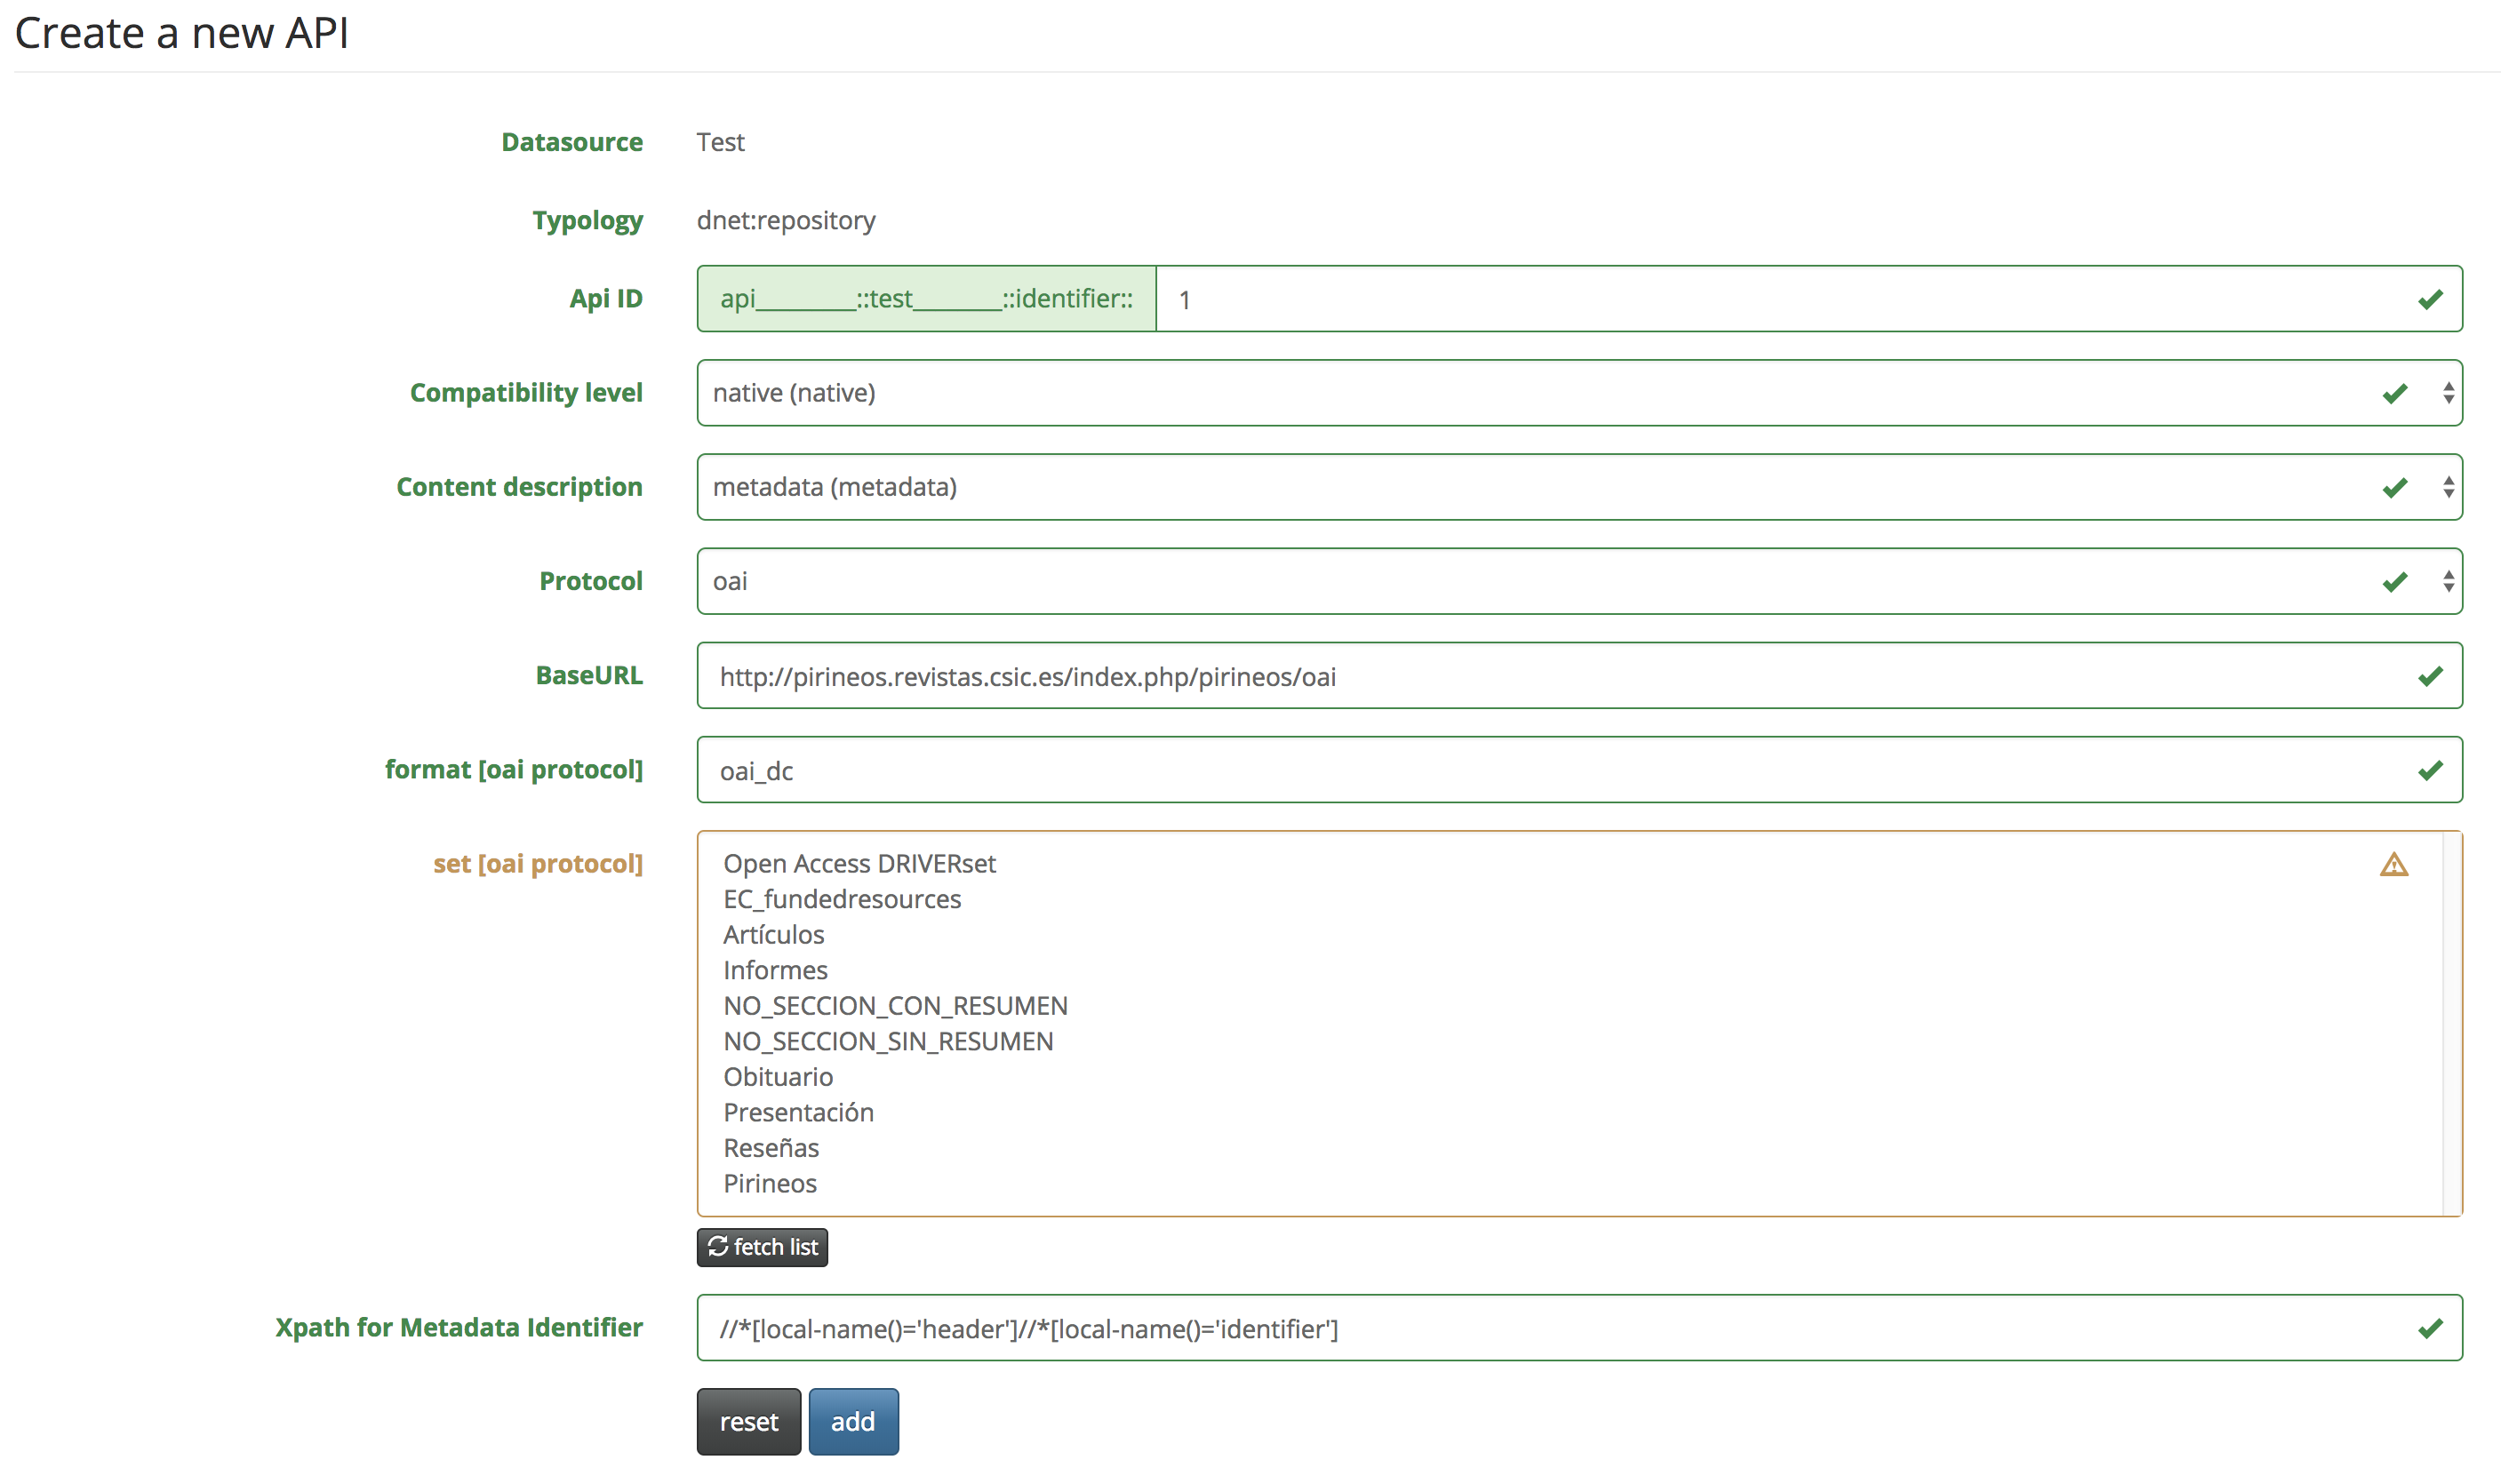 Create a new API
Datasource Test
Typology dnet:repository
Api ID api_________::test________::identifier:: 1
Compatibility level native (native)
Content description metadata (metadata)
Protocol oai
BaseURL http://pirineos.revistas.csic.es/index.php/pirineos/oai
format [oai protocol] oai_dc
set [oai protocol] Open Access DRIVERset
EC_fundedresources
Artículos
Informes
NO_SECCION_CON_RESUMEN
NO_SECCION_SIN_RESUMEN
Obituario
Presentación
Reseñas
Pirineos
fetch list
Xpath for Metadata Identifier //*[local-name()='header']//*[local-name()='identifier']
reset add